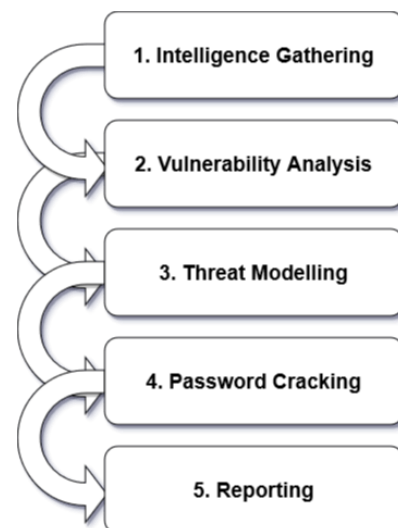 1. Intelligence Gathering
2. Vulnerability Analysis
3. Threat Modelling
4. Password Cracking
5. Reporting